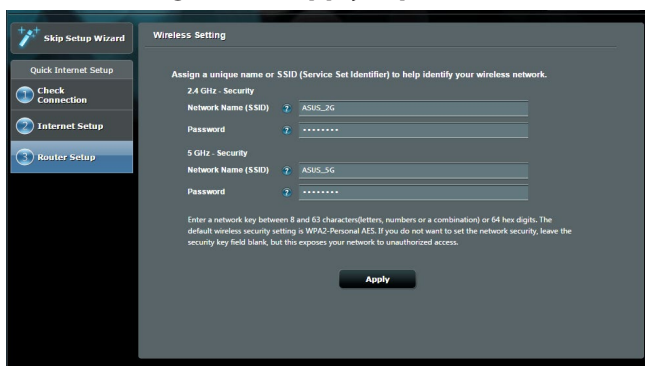 Skip Setup Wizard
Quick Internet Setup
1 Check
Connection
2 Internet Setup
3 Router Setup
Wireless Setting
Assign a unique name or SSID (Service Set Identifier) to help identify your wireless network.
2.4 GHz - Security
Network Name (SSID) ? ASUS_2G
Password ? ········
5 GHz - Security
Network Name (SSID) ? ASUS_5G
Password ? ········
Enter a network key between 8 and 63 characters(letters, numbers or a combination) or 64 hex digits. The
default wireless security setting is WPA2-Personal AES. If you do not want to set the network security, leave the
security key field blank, but this exposes your network to unauthorized access.
Apply